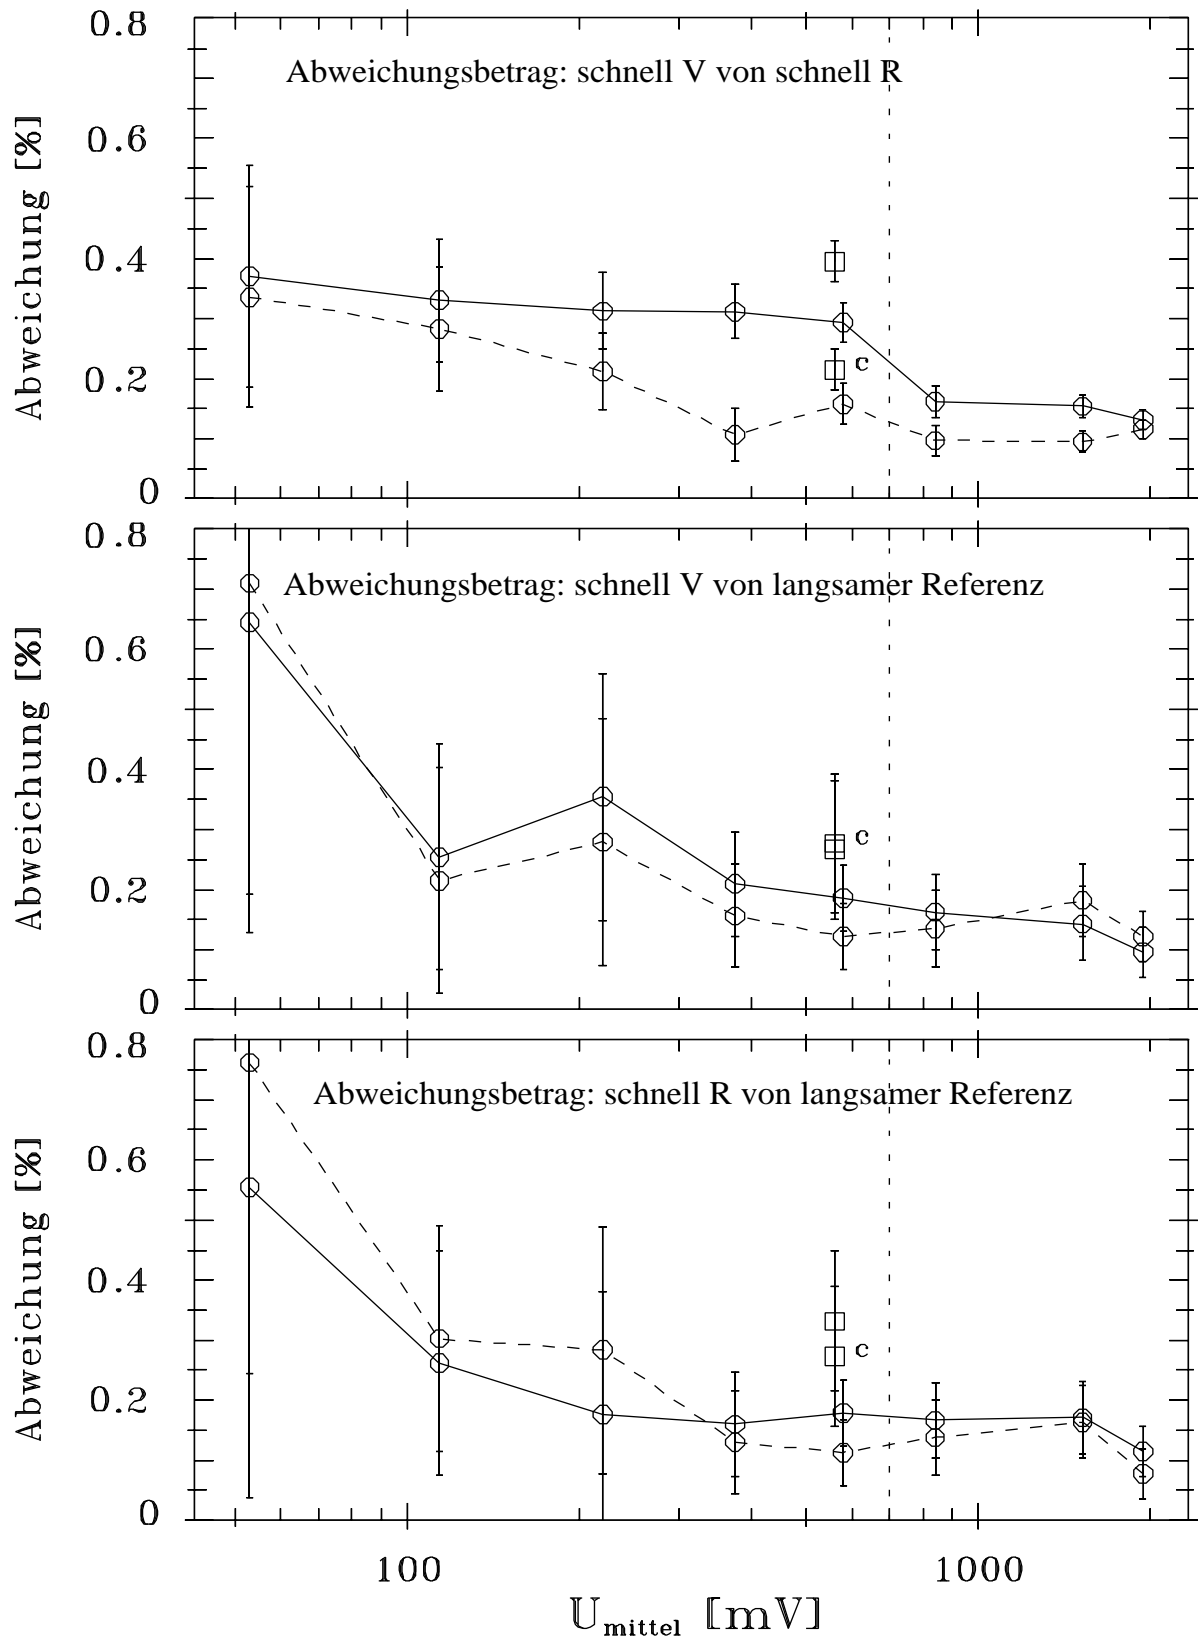 0.8
Abweichungsbetrag: schnell V von schnell R
0.6
0.4
c
0.2
0
Abweichung [%]
0.8
Abweichungsbetrag: schnell V von langsamer Referenz
0.6
0.4
c
0.2
0
Abweichung [%]
0.8
Abweichungsbetrag: schnell R von langsamer Referenz
0.6
0.4
c
0.2
0
Abweichung [%]
100 1000
U_mittel [mV]